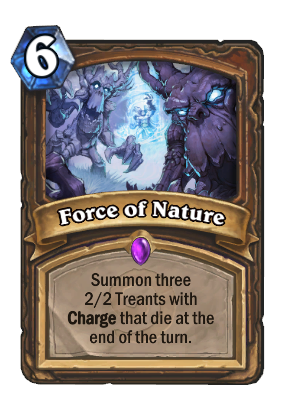 6
Force of Nature
Summon three
2/2 Treants with
Charge that die at the
end of the turn.